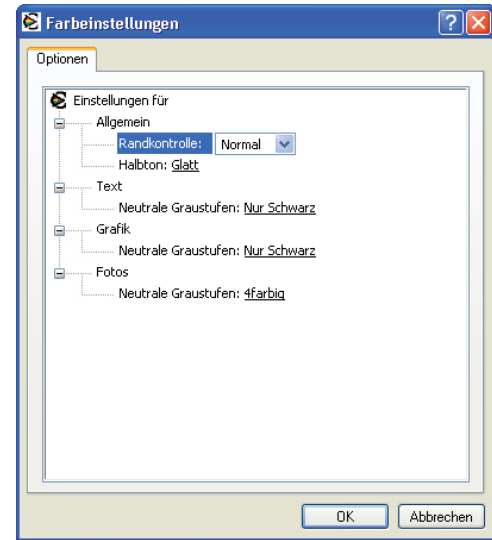 Farbeinstellungen
Optionen
Einstellungen für
Allgemein
Randkontrolle: Normal
Halbton: Glatt
Text
Neutrale Graustufen: Nur Schwarz
Grafik
Neutrale Graustufen: Nur Schwarz
Fotos
Neutrale Graustufen: 4farbig
OK Abbrechen